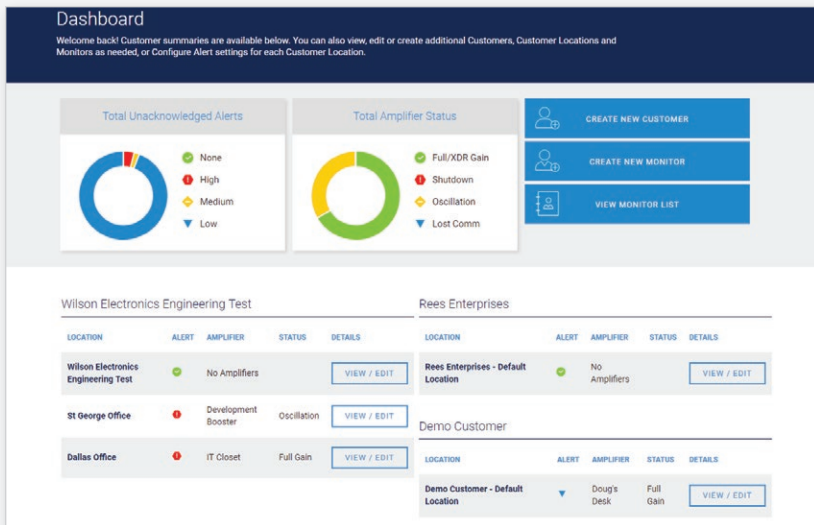 Dashboard
Welcome back! Customer summaries are available below. You can also view, edit or create additional Customers, Customer Locations and
Monitors as needed, or Configure Alert settings for each Customer Location.
Total Unacknowledged Alerts
None
High
Medium
Low
Total Amplifier Status
Full/XDR Gain
Shutdown
Oscillation
Lost Comm
CREATE NEW CUSTOMER
CREATE NEW MONITOR
VIEW MONITOR LIST
Wilson Electronics Engineering Test
LOCATION ALERT AMPLIFIER STATUS DETAILS
Wilson Electronics
Engineering Test
No Amplifiers
VIEW / EDIT
St George Office
Development
Booster
Oscillation
VIEW / EDIT
Dallas Office
IT Closet
Full Gain
VIEW / EDIT
Rees Enterprises
LOCATION ALERT AMPLIFIER STATUS DETAILS
Rees Enterprises - Default
Location
No
Amplifiers
VIEW / EDIT
Demo Customer
LOCATION ALERT AMPLIFIER STATUS DETAILS
Demo Customer - Default
Location
Doug's
Desk
Full
Gain
VIEW / EDIT